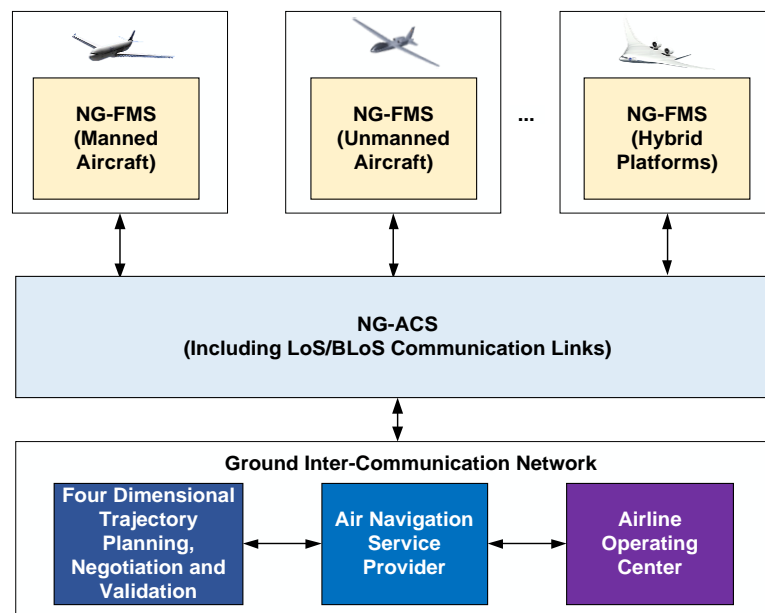 NG-FMS
(Manned
Aircraft)
NG-FMS
(Unmanned
Aircraft)
...
NG-FMS
(Hybrid
Platforms)
NG-ACS
(Including LoS/BLoS Communication Links)
Ground Inter-Communication Network
Four Dimensional
Trajectory
Planning,
Negotiation and
Validation
Air Navigation
Service
Provider
Airline
Operating
Center